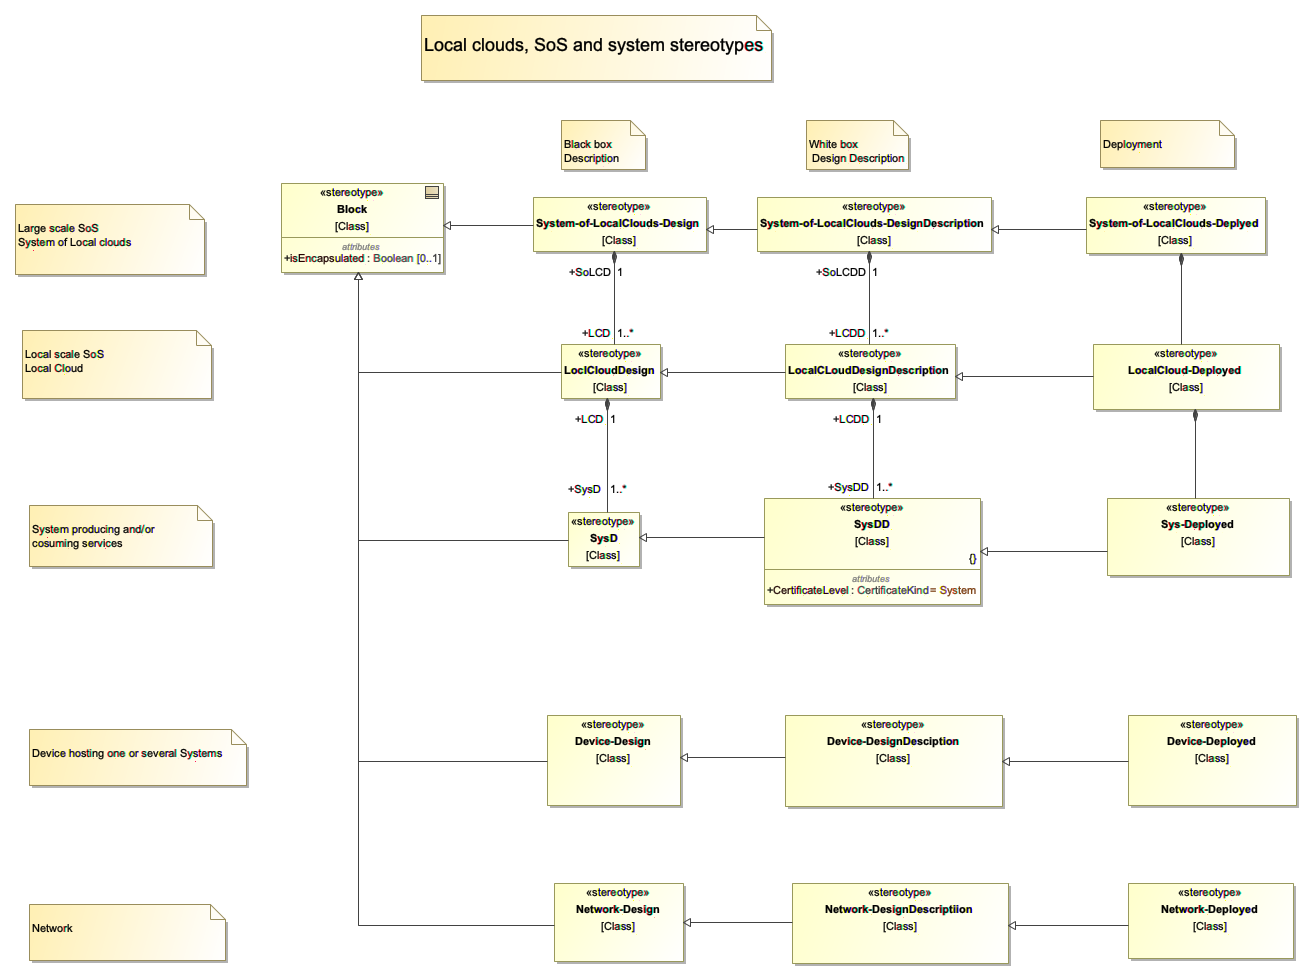 Local clouds, SoS and system stereotypes
Black box
Description
White box
Design Description
Deployment
Large scale SoS
System of Local clouds
«stereotype»
Block
[Class]
attributes
+isEncapsulated : Boolean [0..1]
«stereotype»
System-of-LocalClouds-Design
[Class]
«stereotype»
System-of-LocalClouds-DesignDescription
[Class]
«stereotype»
System-of-LocalClouds-Deplyed
[Class]
+SoLCD 1
+SoLCDD 1
+LCD 1..*
+LCDD 1..*
Local scale SoS
Local Cloud
«stereotype»
LoclCloudDesign
[Class]
«stereotype»
LocalCLoudDesignDescription
[Class]
«stereotype»
LocalCloud-Deployed
[Class]
+LCD 1
+LCDD 1
+SysD 1..*
+SysDD 1..*
System producing and/or
cosuming services
«stereotype»
SysD
[Class]
«stereotype»
SysDD
[Class]
{}
attributes
+CertificateLevel : CertificateKind= System
«stereotype»
Sys-Deployed
[Class]
Device hosting one or several Systems
«stereotype»
Device-Design
[Class]
«stereotype»
Device-DesignDesciption
[Class]
«stereotype»
Device-Deployed
[Class]
Network
«stereotype»
Network-Design
[Class]
«stereotype»
Network-DesignDescriptiion
[Class]
«stereotype»
Network-Deployed
[Class]